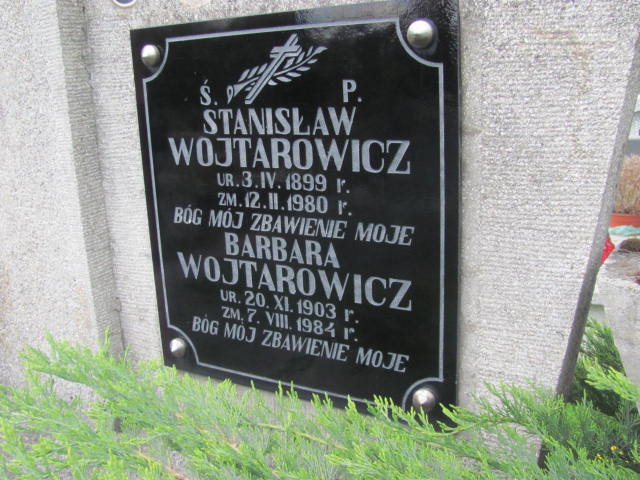 Ś. P.
STANISŁAW
WOJTAROWICZ
UR. 3. IV. 1899 r.
ZM. 12. II. 1980 r.
BÓG MÓJ ZBAWIENIE MOJE
BARBARA
WOJTAROWICZ
UR. 20. XI. 1903 r.
ZM. 7. VIII. 1984 r.
BÓG MÓJ ZBAWIENIE MOJE